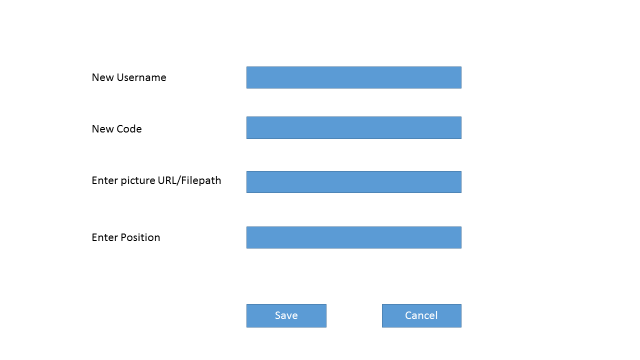 New Username
New Code
Enter picture URL/Filepath
Enter Position
Save
Cancel